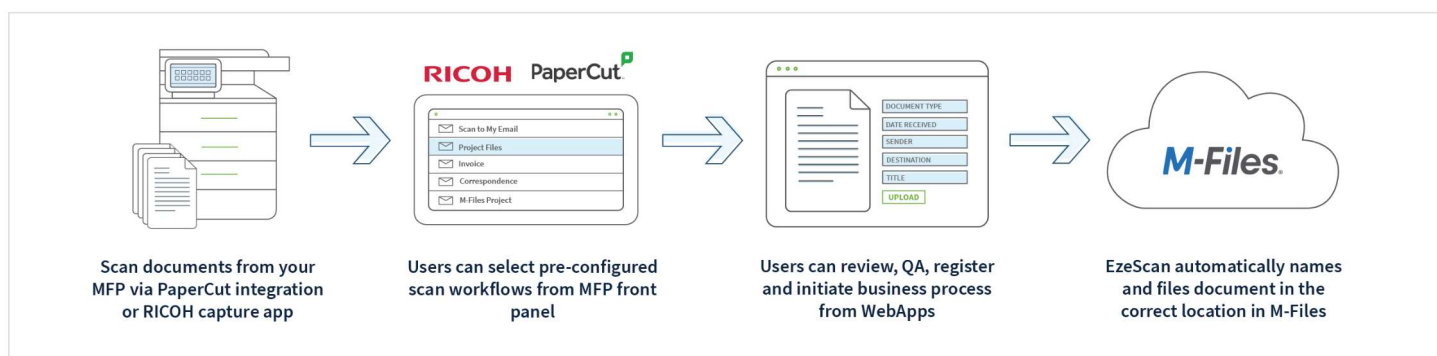 RICOH PaperCut
Scan to My Email
Project Files
Invoice
Correspondence
M-Files Project
DOCUMENT TYPE
DATE RECEIVED
SENDER
DESTINATION
TITLE
UPLOAD
M-Files®
Scan documents from your
MFP via PaperCut integration
or RICOH capture app
Users can select pre-configured
scan workflows from MFP front
panel
Users can review, QA, register
and initiate business process
from WebApps
EzeScan automatically names
and files document in the
correct location in M-Files